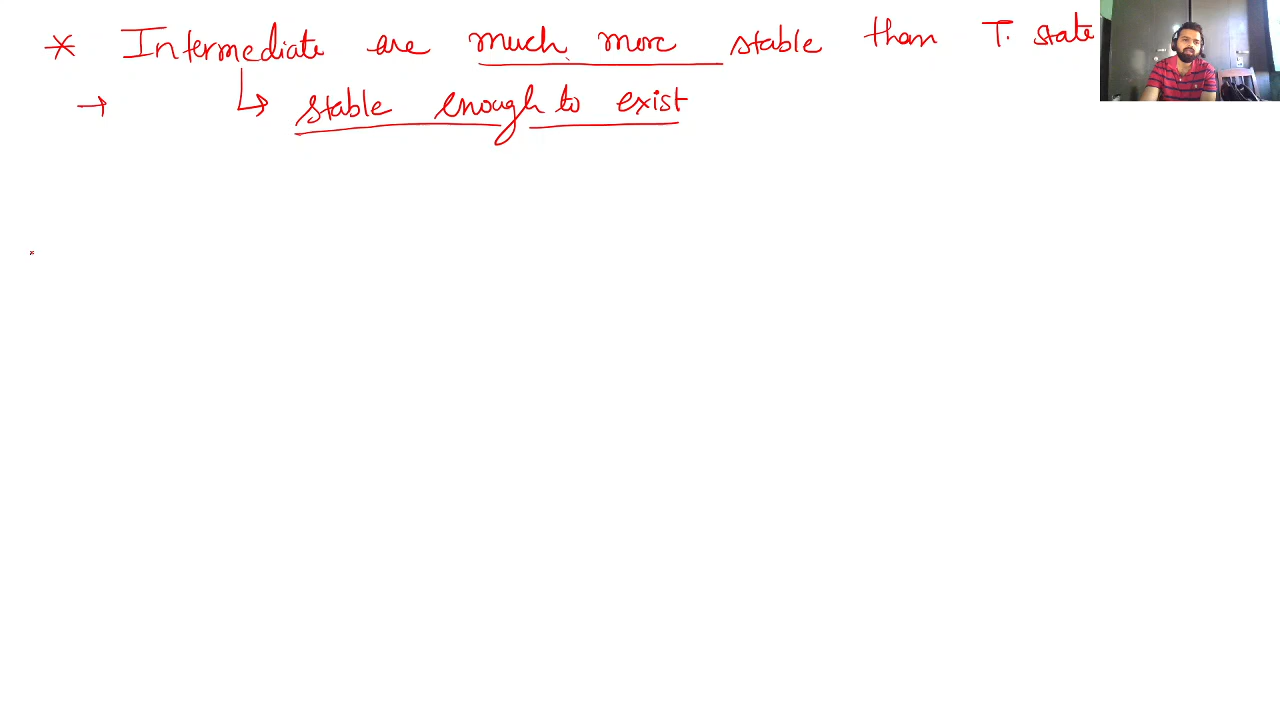 * Intermediate are much more stable than T. state
→ ↳ stable enough to exist